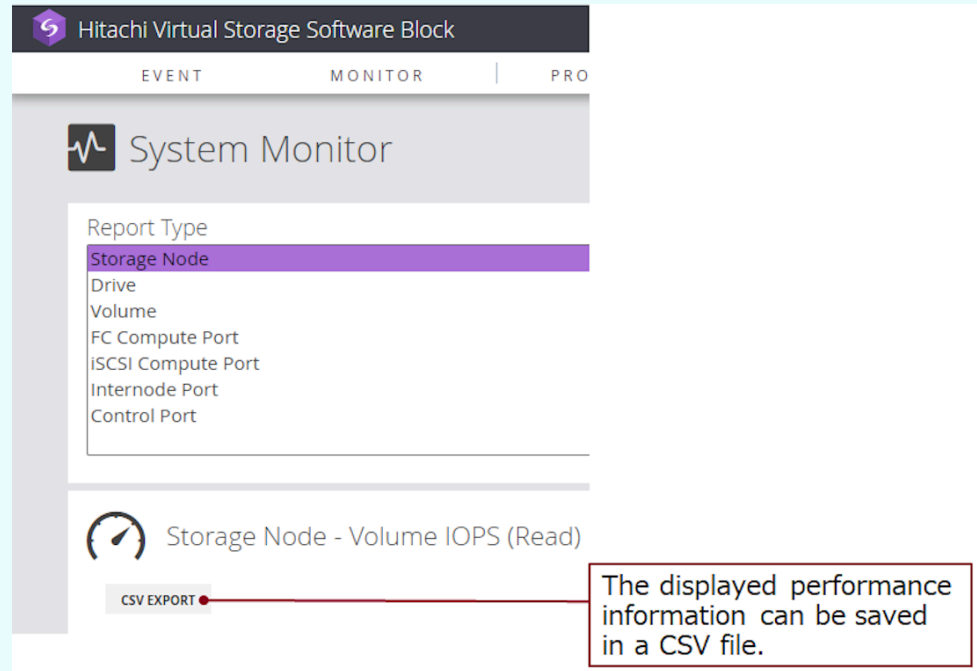 Hitachi Virtual Storage Software Block
EVENT MONITOR PRO
System Monitor
Report Type
Storage Node
Drive
Volume
FC Compute Port
iSCSI Compute Port
Internode Port
Control Port
Storage Node - Volume IOPS (Read)
CSV EXPORT
The displayed performance
information can be saved
in a CSV file.